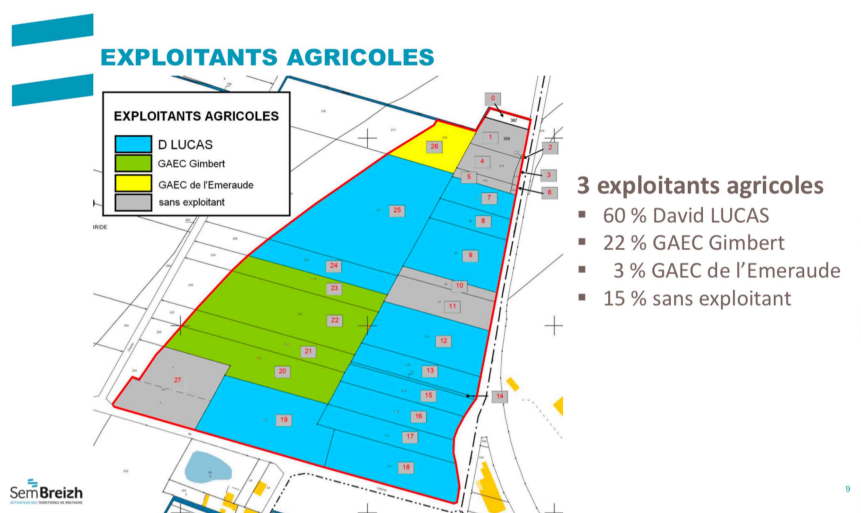 EXPLOITANTS AGRICOLES
EXPLOITANTS AGRICOLES
D LUCAS
GAEC Gimbert
GAEC de l'Emeraude
sans exploitant
0
1
2
3
4
5
6
7
8
9
10
11
12
13
14
15
16
17
18
19
20
21
22
23
24
25
26
27
3 exploitants agricoles
▪ 60 % David LUCAS
▪ 22 % GAEC Gimbert
▪ 3 % GAEC de l’Emeraude
▪ 15 % sans exploitant
SemBreizh
9